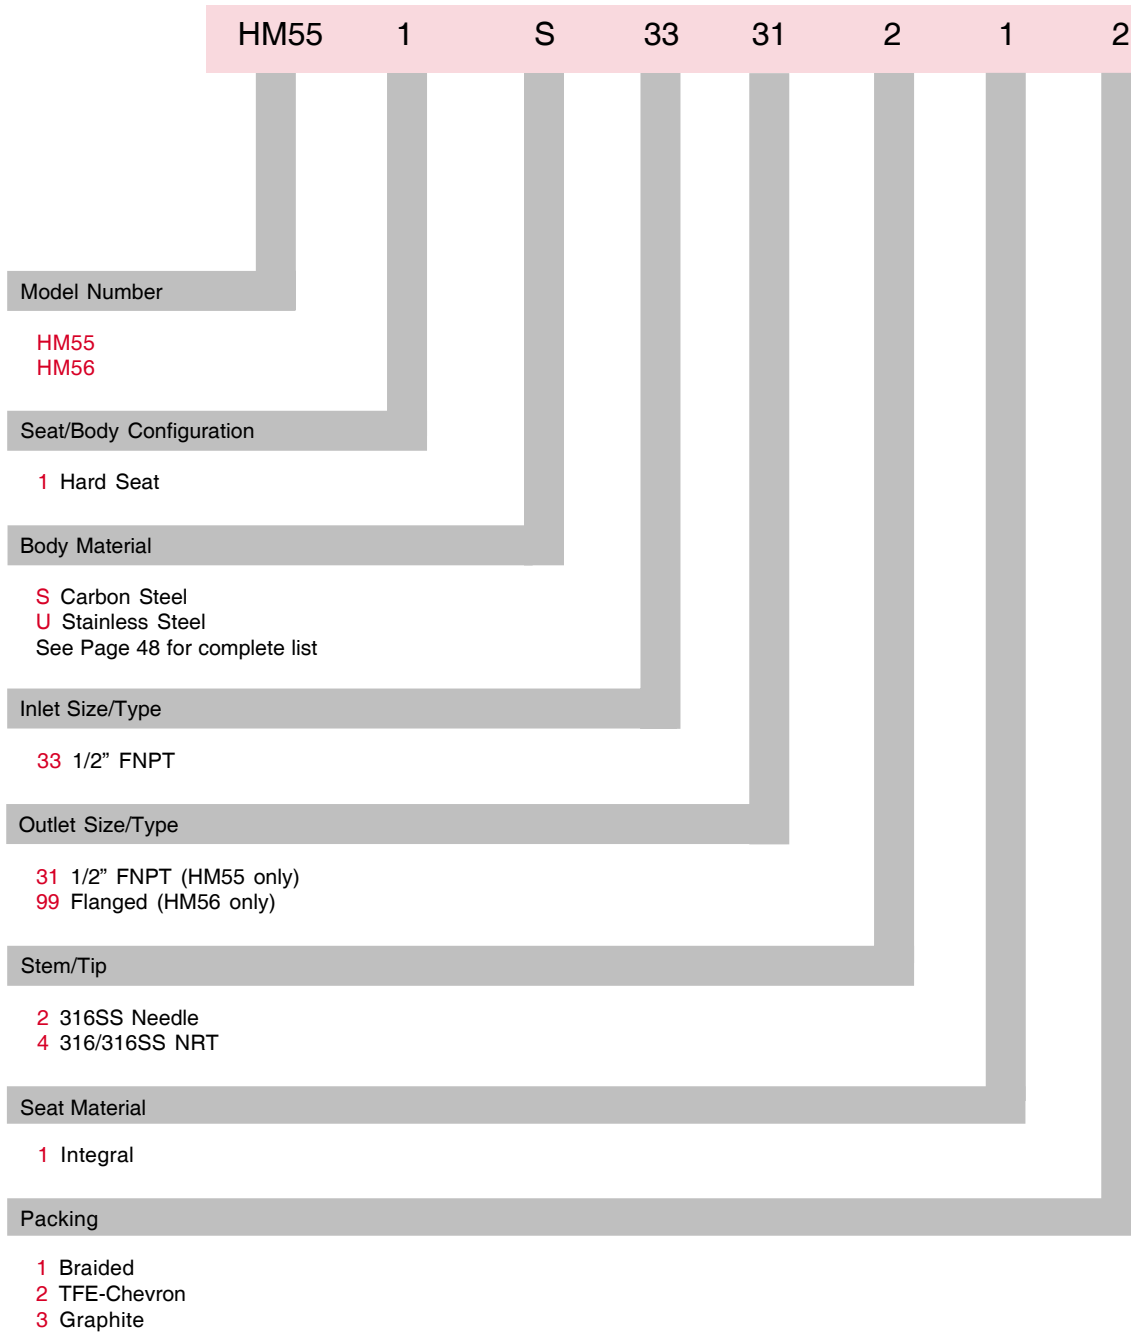 HM55 1 S 33 31 2 1 2
Model Number
HM55
HM56
Seat/Body Configuration
1 Hard Seat
Body Material
S Carbon Steel
U Stainless Steel
See Page 48 for complete list
Inlet Size/Type
33 1/2” FNPT
Outlet Size/Type
31 1/2” FNPT (HM55 only)
99 Flanged (HM56 only)
Stem/Tip
2 316SS Needle
4 316/316SS NRT
Seat Material
1 Integral
Packing
1 Braided
2 TFE-Chevron
3 Graphite